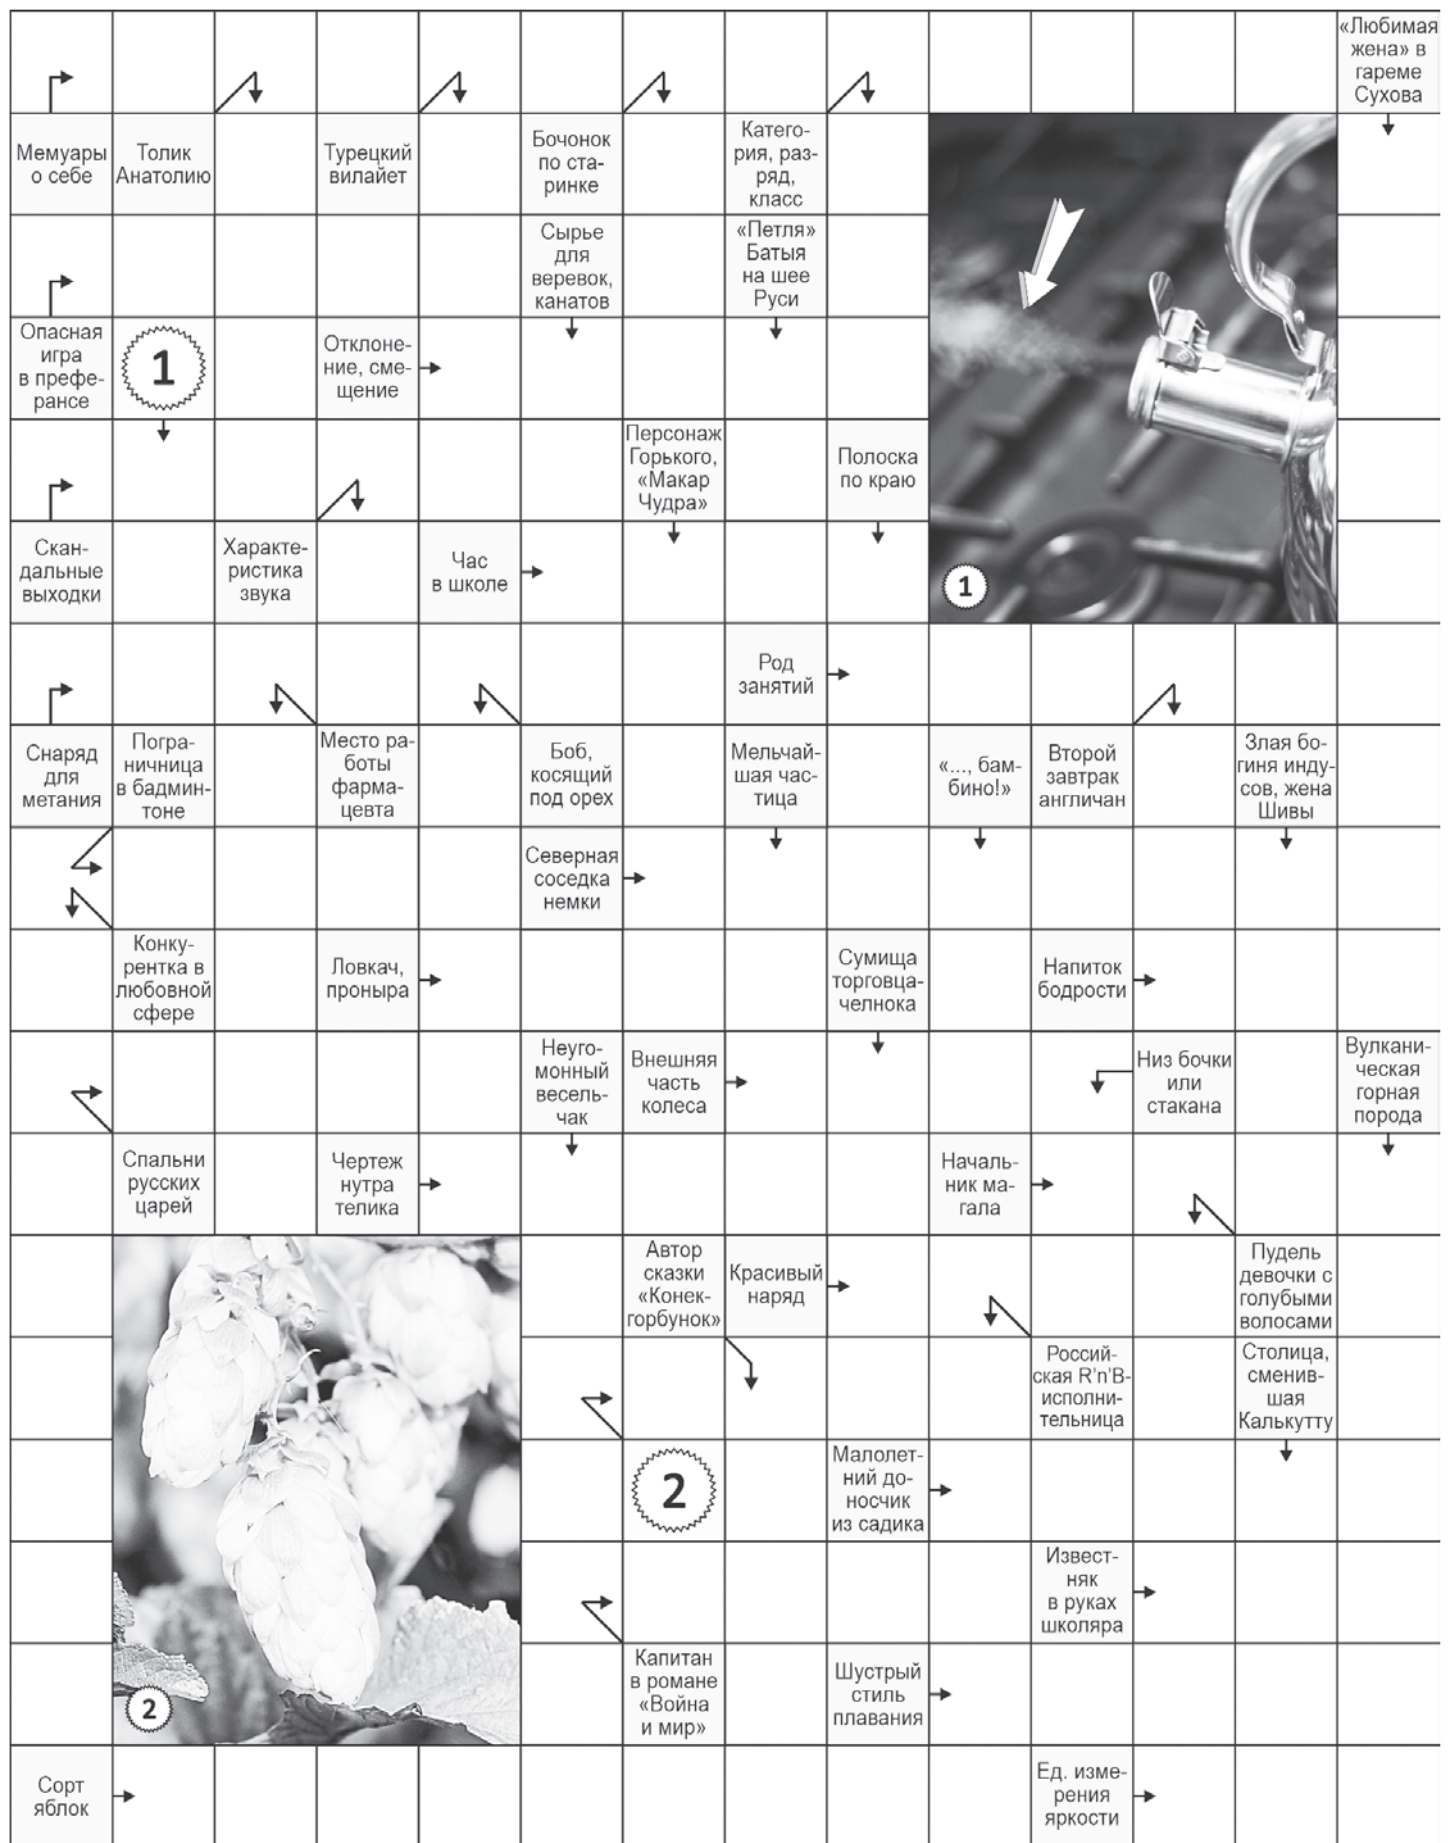 «Любимая
жена» в
гареме
Сухова
Мемуары
о себе
Толик
Анатолию
Турецкий
вилайет
Бочонок
по ста-
ринке
Катего-
рия, раз-
ряд,
класс
Сырье
для
веревок,
канатов
«Петля»
Батыя
на шее
Руси
Опасная
игра
в префе-
рансе
1
Отклоне-
ние, сме-
щение
Персонаж
Горького,
«Макар
Чудра»
Полоска
по краю
Скан-
дальные
выходки
Характе-
ристика
звука
Час
в школе
1
Род
занятий
Снаряд
для
метания
Погра-
ничница
в бадмин-
тоне
Место ра-
боты
фарма-
цевта
Боб,
косящий
под орех
Мельчай-
шая час-
тица
«..., бам-
бино!»
Второй
завтрак
англичан
Злая бо-
гиня инду-
сов, жена
Шивы
Северная
соседка
немки
Конку-
рентка в
любовной
сфере
Ловкач,
проныра
Сумища
торговца-
челнока
Напиток
бодрости
Неуго-
монный
весель-
чак
Внешняя
часть
колеса
Низ бочки
или
стакана
Вулкани-
ческая
горная
порода
Спальни
русских
царей
Чертеж
нутра
телика
Началь-
ник ма-
гала
Автор
сказки
«Конек-
горбунок»
Красивый
наряд
Пудель
девочки с
голубыми
волосами
Россий-
ская R’n’B-
исполни-
тельница
Столица,
сменив-
шая
Калькутту
2
Малолет-
ний до-
носчик
из садика
Извест-
няк
в руках
школяра
2
Капитан
в романе
«Война
и мир»
Шустрый
стиль
плавания
Сорт
яблок
Ед. изме-
рения
яркости